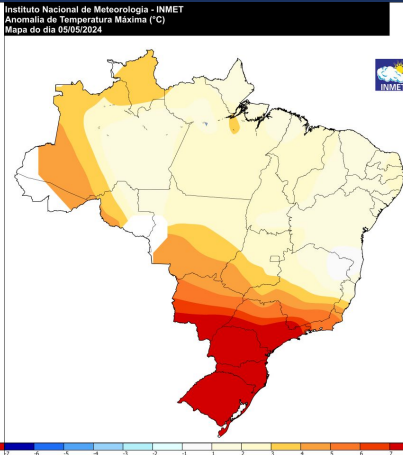 Instituto Nacional de Meteorologia - INMET
Anomalia de Temperatura Máxima (°C)
Mapa do dia 05/05/2024
INMET
-7 -6 -5 -4 -3 -2 -1 1 2 3 4 5 6 7